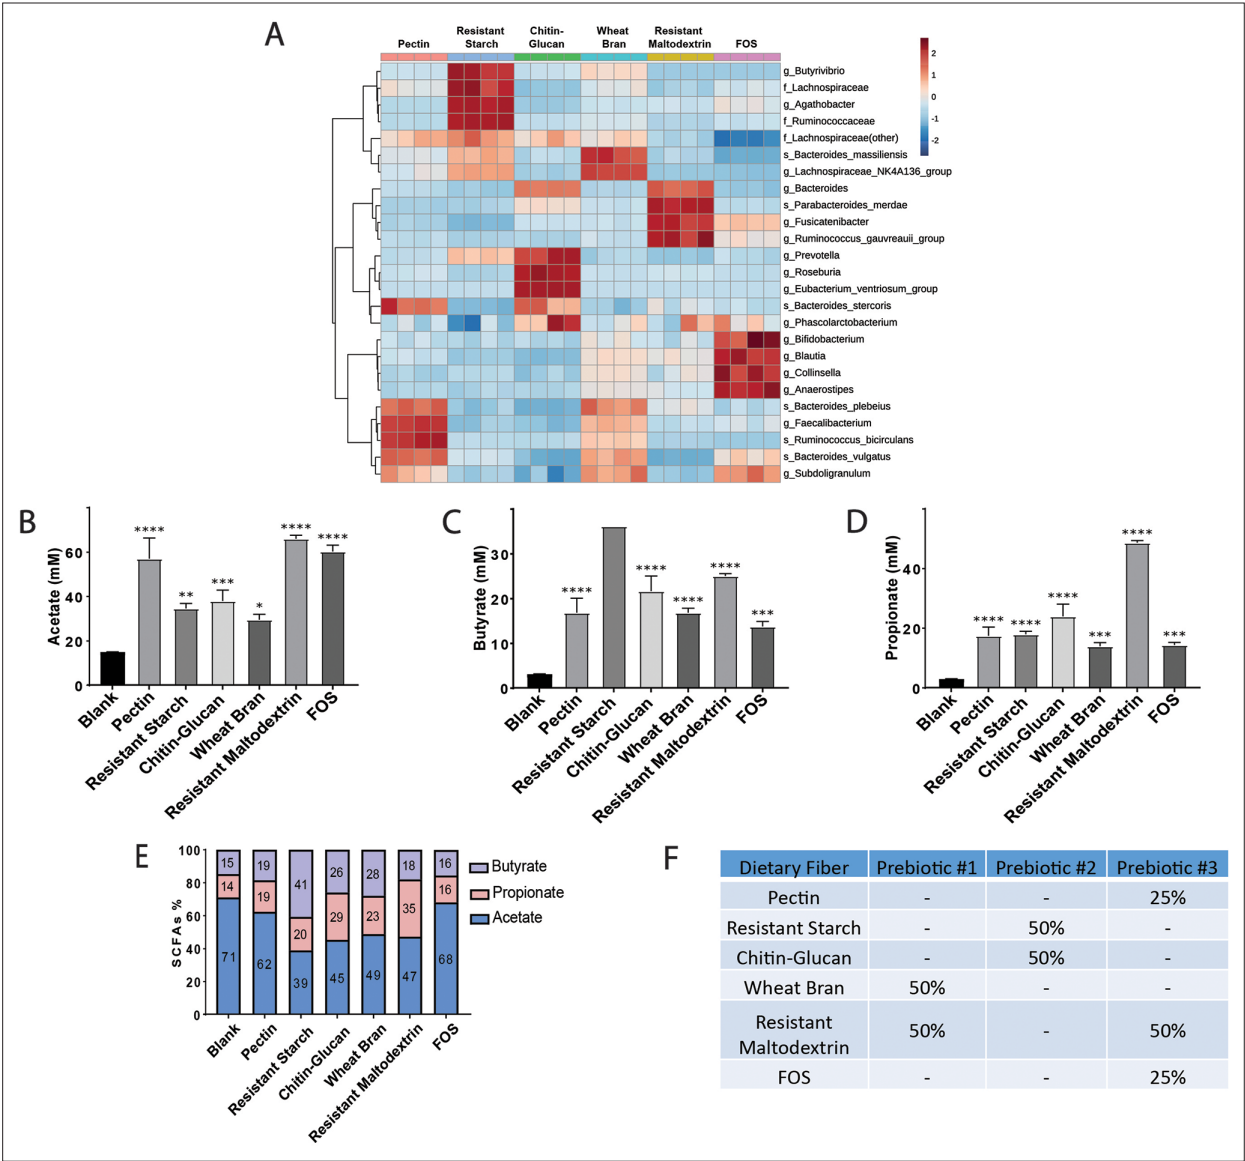 A
Pectin
Resistant
Starch
Chitin-
Glucan
Wheat
Bran
Resistant
Maltodextrin
FOS
2
1
0
-1
-2
g_Butyrivibrio
f_Lachnospiraceae
g_Agathobacter
f_Ruminococcaceae
f_Lachnospiraceae(other)
s_Bacteroides_massiliensis
g_Lachnospiraceae_NK4A136_group
g_Bacteroides
s_Parabacteroides_merdae
g_Fusicatenibacter
g_Ruminococcus_gauvreauii_group
g_Prevotella
g_Roseburia
g_Eubacterium_ventriosum_group
s_Bacteroides_stercoris
g_Phascolarctobacterium
g_Bifidobacterium
g_Blautia
g_Collinsella
g_Anaerostipes
s_Bacteroides_plebeius
g_Faecalibacterium
s_Ruminococcus_bicirculans
s_Bacteroides_vulgatus
g_Subdoligranulum
B
Acetate (mM)
60
40
20
0
****
**
***
*
****
****
Blank
Pectin
Resistant Starch
Chitin-Glucan
Wheat Bran
Resistant Maltodextrin
FOS
C
Butyrate (mM)
30
20
10
0
****
****
****
****
***
Blank
Pectin
Resistant Starch
Chitin-Glucan
Wheat Bran
Resistant Maltodextrin
FOS
D
Propionate (mM)
40
20
0
****
****
****
***
****
***
Blank
Pectin
Resistant Starch
Chitin-Glucan
Wheat Bran
Resistant Maltodextrin
FOS
E
SCFAs %
100
80
60
40
20
0
15 19 41 26 28 18 16
14 19 20 29 23 35 16
71 62 39 45 49 47 68
Blank
Pectin
Resistant Starch
Chitin-Glucan
Wheat Bran
Resistant Maltodextrin
FOS
Butyrate
Propionate
Acetate
F
Dietary Fiber Prebiotic #1 Prebiotic #2 Prebiotic #3
Pectin - - 25%
Resistant Starch - 50% -
Chitin-Glucan - 50% -
Wheat Bran 50% - -
Resistant
Maltodextrin 50% - 50%
FOS - - 25%